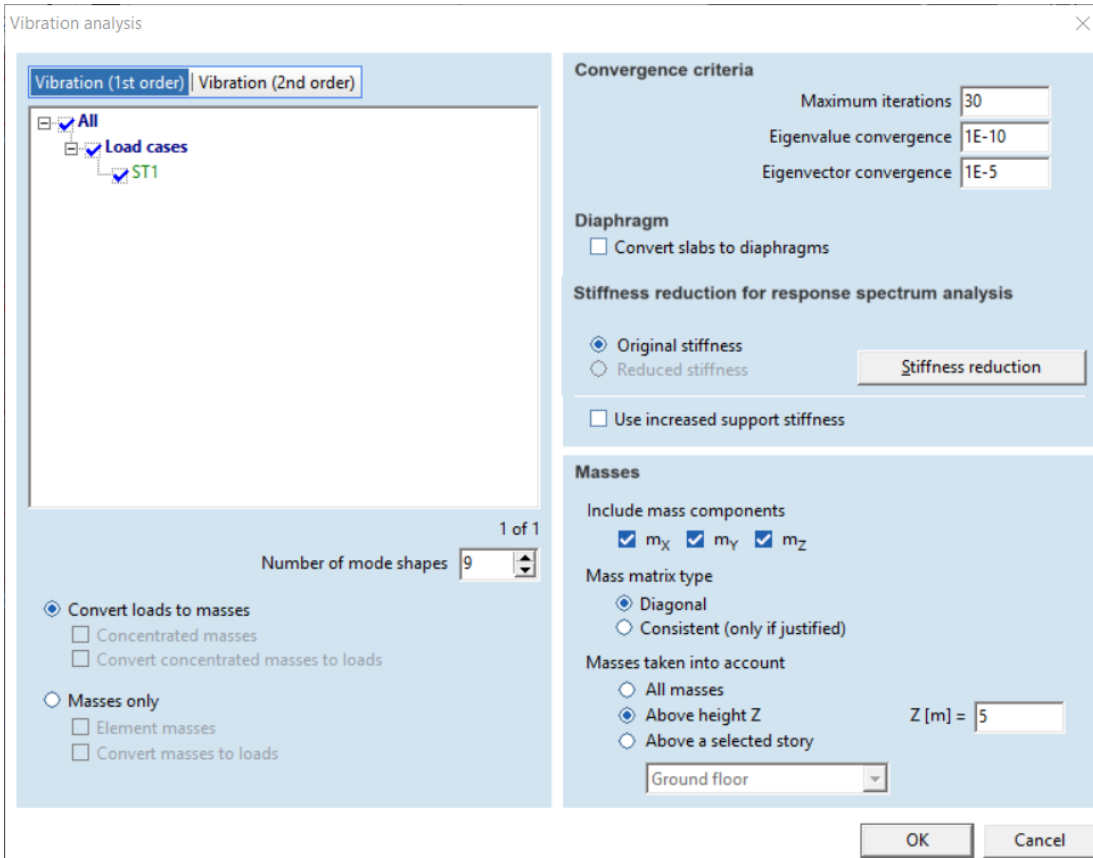 Vibration analysis
Vibration (1st order) Vibration (2nd order)
All
Load cases
ST1
1 of 1
Number of mode shapes 9
Convert loads to masses
Concentrated masses
Convert concentrated masses to loads
Masses only
Element masses
Convert masses to loads
Convergence criteria
Maximum iterations 30
Eigenvalue convergence 1E-10
Eigenvector convergence 1E-5
Diaphragm
Convert slabs to diaphragms
Stiffness reduction for response spectrum analysis
Original stiffness
Reduced stiffness
Stiffness reduction
Use increased support stiffness
Masses
Include mass components
mX mY mZ
Mass matrix type
Diagonal
Consistent (only if justified)
Masses taken into account
All masses
Above height Z Z [m] = 5
Above a selected story
Ground floor
OK Cancel